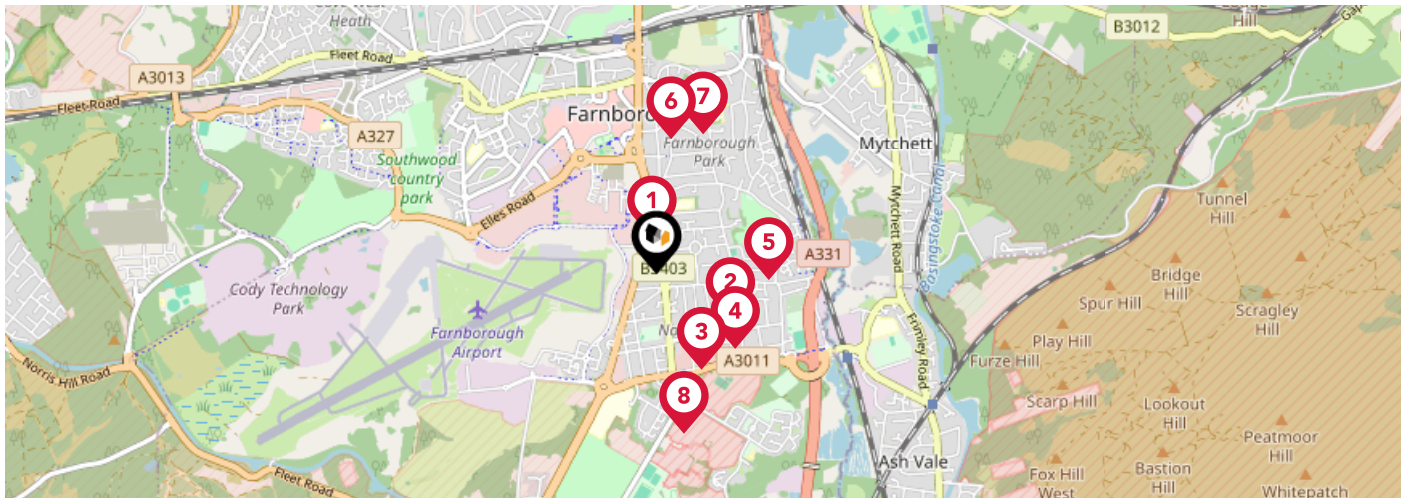 Heath
Hill
B3012
Gap
Fleet Road
A3013
Fleet Road
6
7
Farnboro
A327
Farnborough
Park
Mytchett
Southwood
country
park
Tunnel
Hill
1
Elles Road
Mytchett Road
Basingstoke Canal
5
A331
B3403
2
Bridge
Hill
Cody Technology
Park
Spur Hill
4
Scragley
Hill
Farnborough
Airport
3
Na
Frimley Road
Play Hill
Furze Hill
A3011
Norris Hill Road
8
Scarp Hill
Lookout
Hill
Peatmoor
Hill
Ash Vale
Fleet Road
Fox Hill
West
Bastion
Hill
Whitepatch